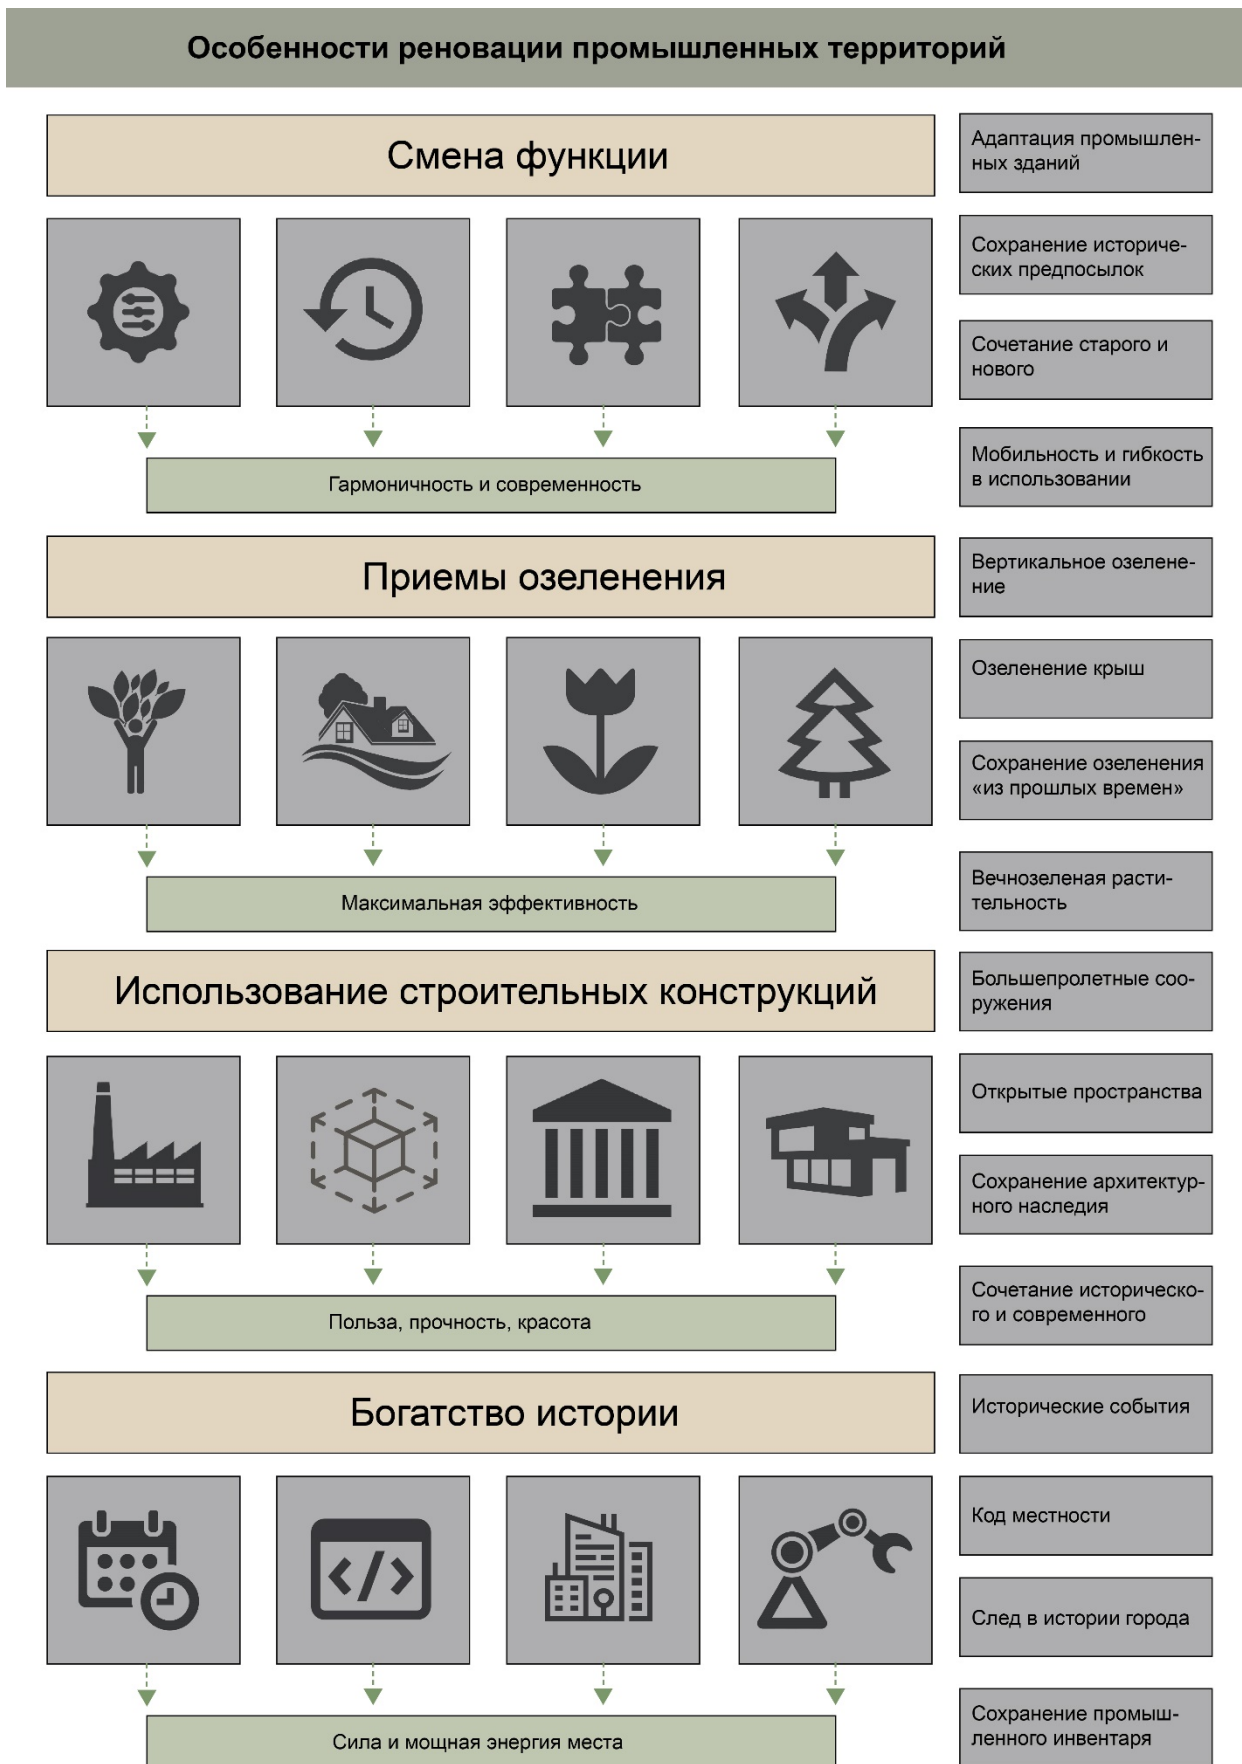 Особенности реновации промышленных территорий
Смена функции
Адаптация промышлен-
ных зданий
Сохранение историче-
ских предпосылок
Сочетание старого и
нового
Мобильность и гибкость
в использовании
Гармоничность и современность
Приемы озеленения
Вертикальное озелене-
ние
Озеленение крыш
Сохранение озеленения
«из прошлых времен»
Вечнозеленая расти-
тельность
Максимальная эффективность
Использование строительных конструкций
Большепролетные соо-
ружения
Открытые пространства
Сохранение архитектур-
ного наследия
Сочетание историческо-
го и современного
Польза, прочность, красота
Богатство истории
Исторические события
Код местности
След в истории города
Сохранение промыш-
ленного инвентаря
Сила и мощная энергия места